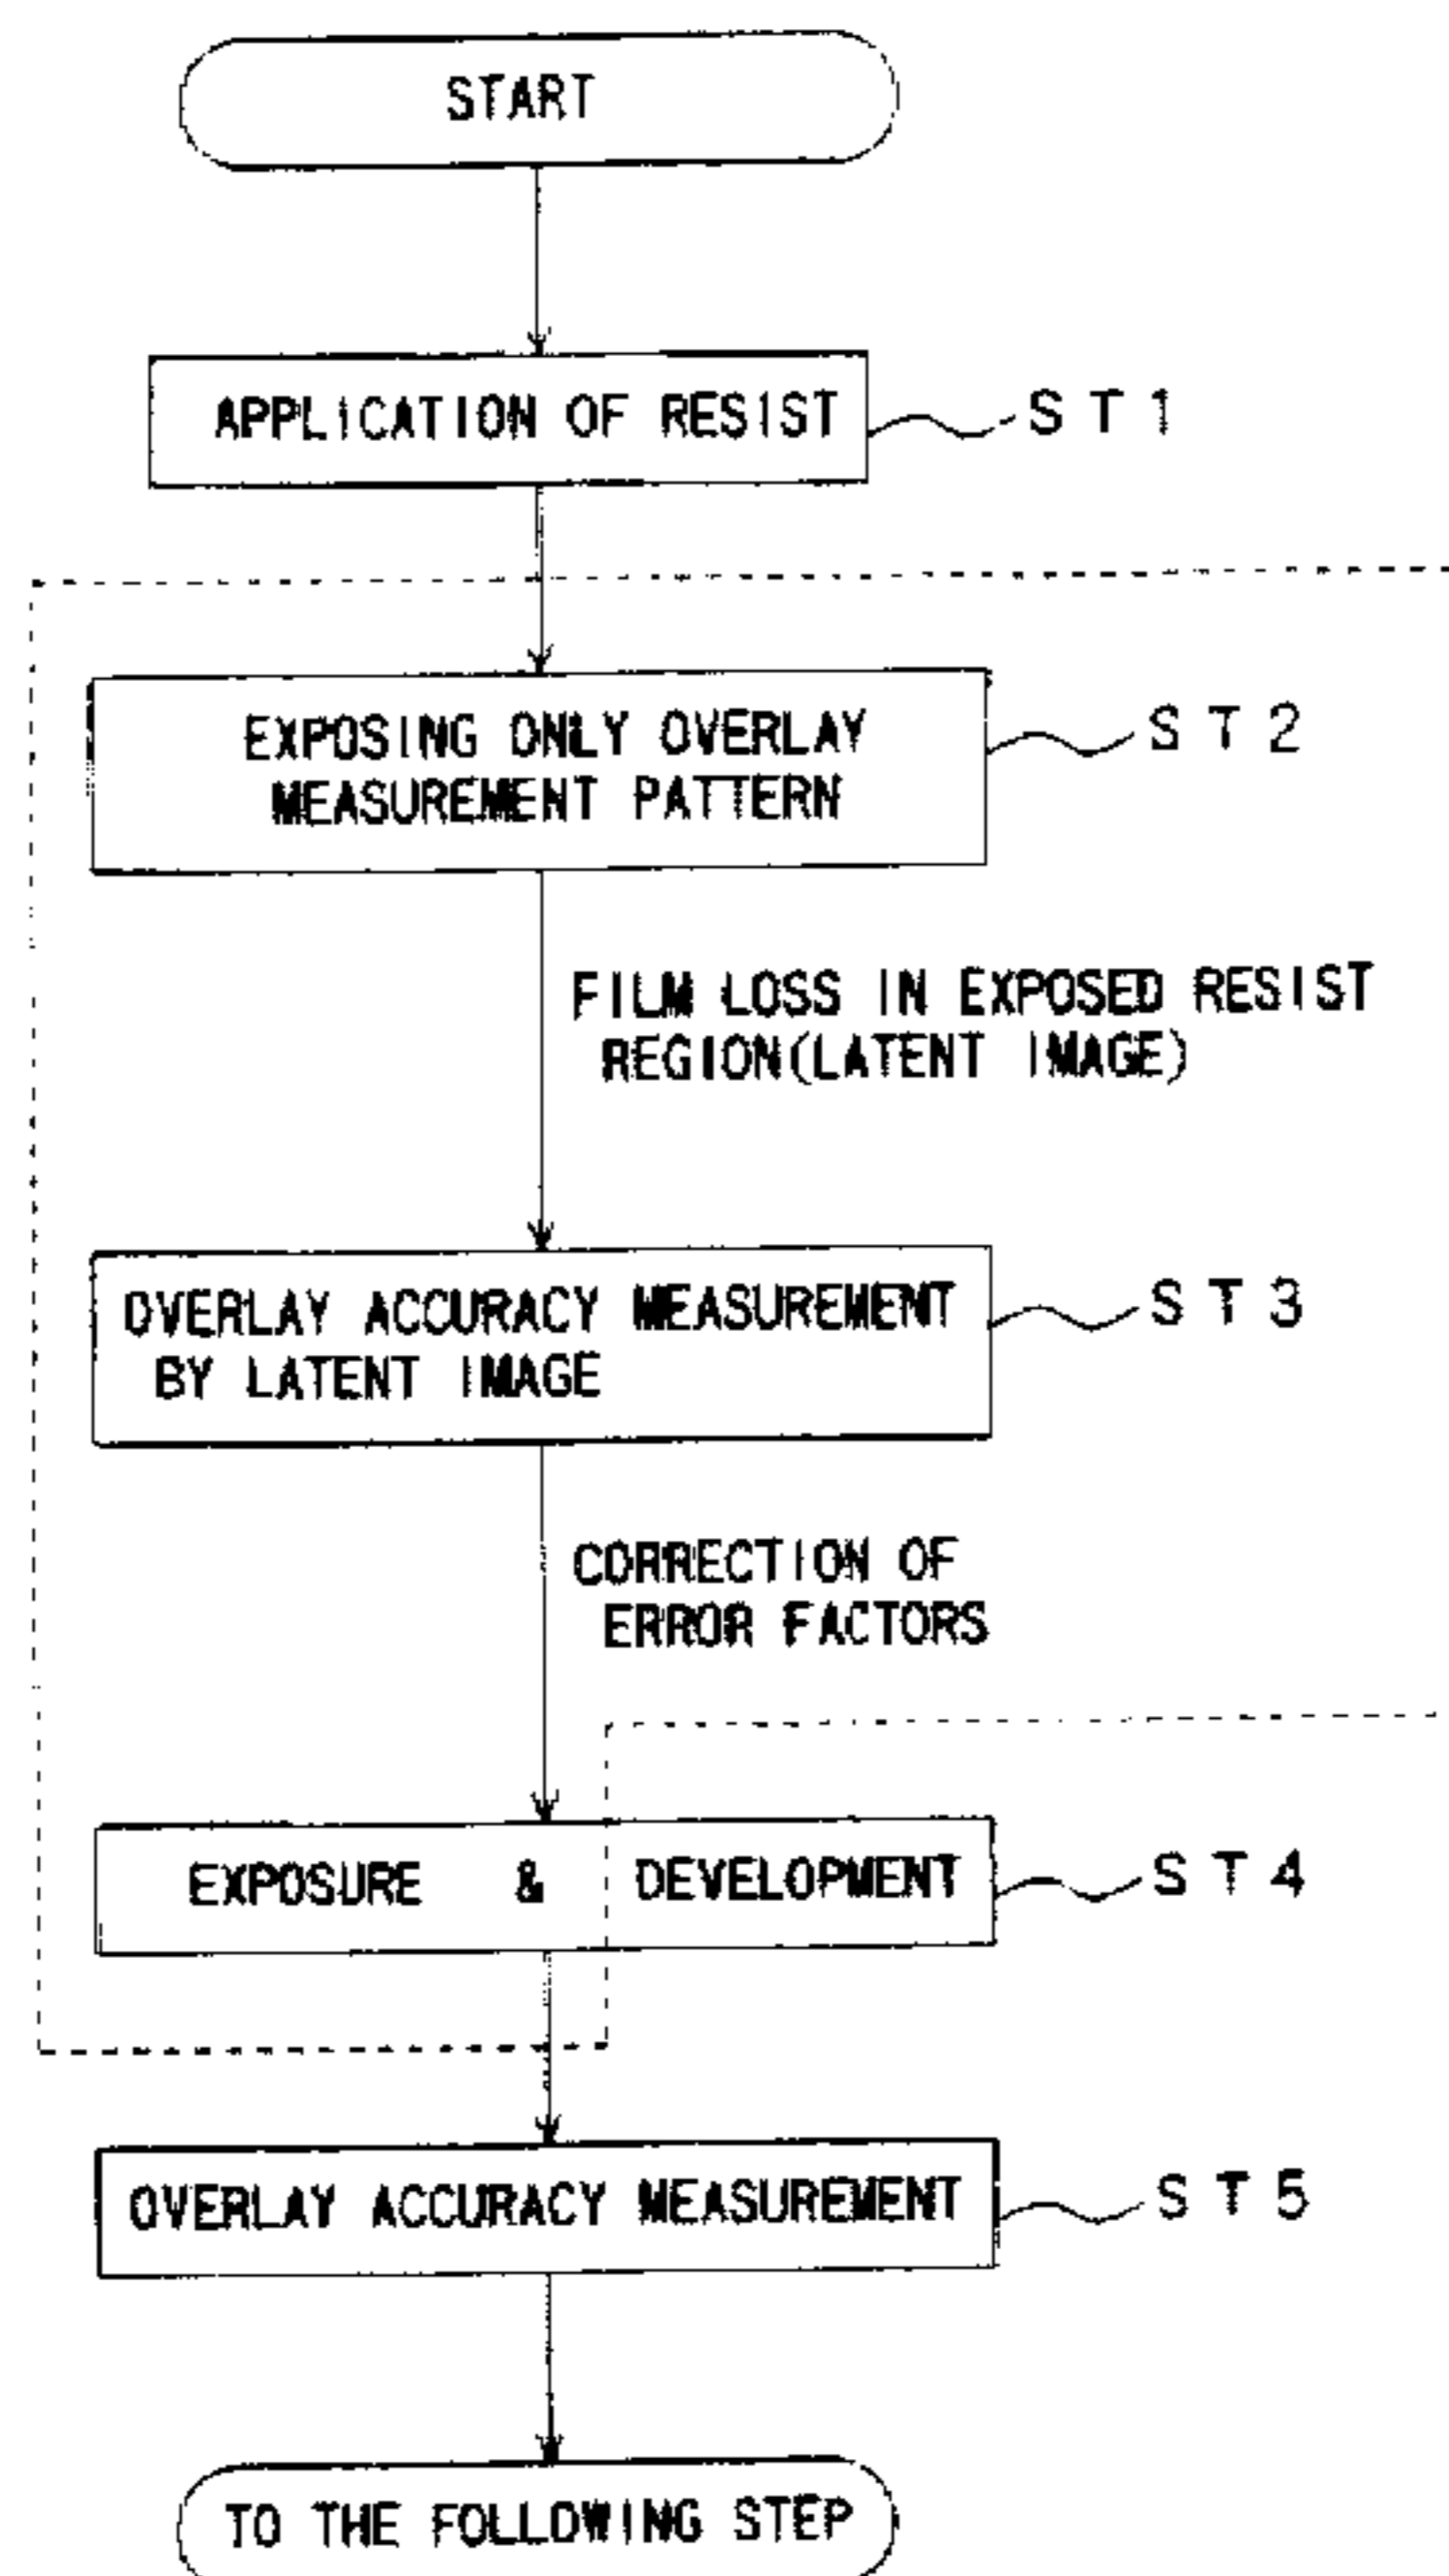 START
APPLICATION OF RESIST
ST1
EXPOSING ONLY OVERLAY
MEASUREMENT PATTERN
ST2
FILM LOSS IN EXPOSED RESIST
REGION(LATENT IMAGE)
OVERLAY ACCURACY MEASUREMENT
BY LATENT IMAGE
ST3
CORRECTION OF
ERROR FACTORS
EXPOSURE & DEVELOPMENT
ST4
OVERLAY ACCURACY MEASUREMENT
ST5
TO THE FOLLOWING STEP